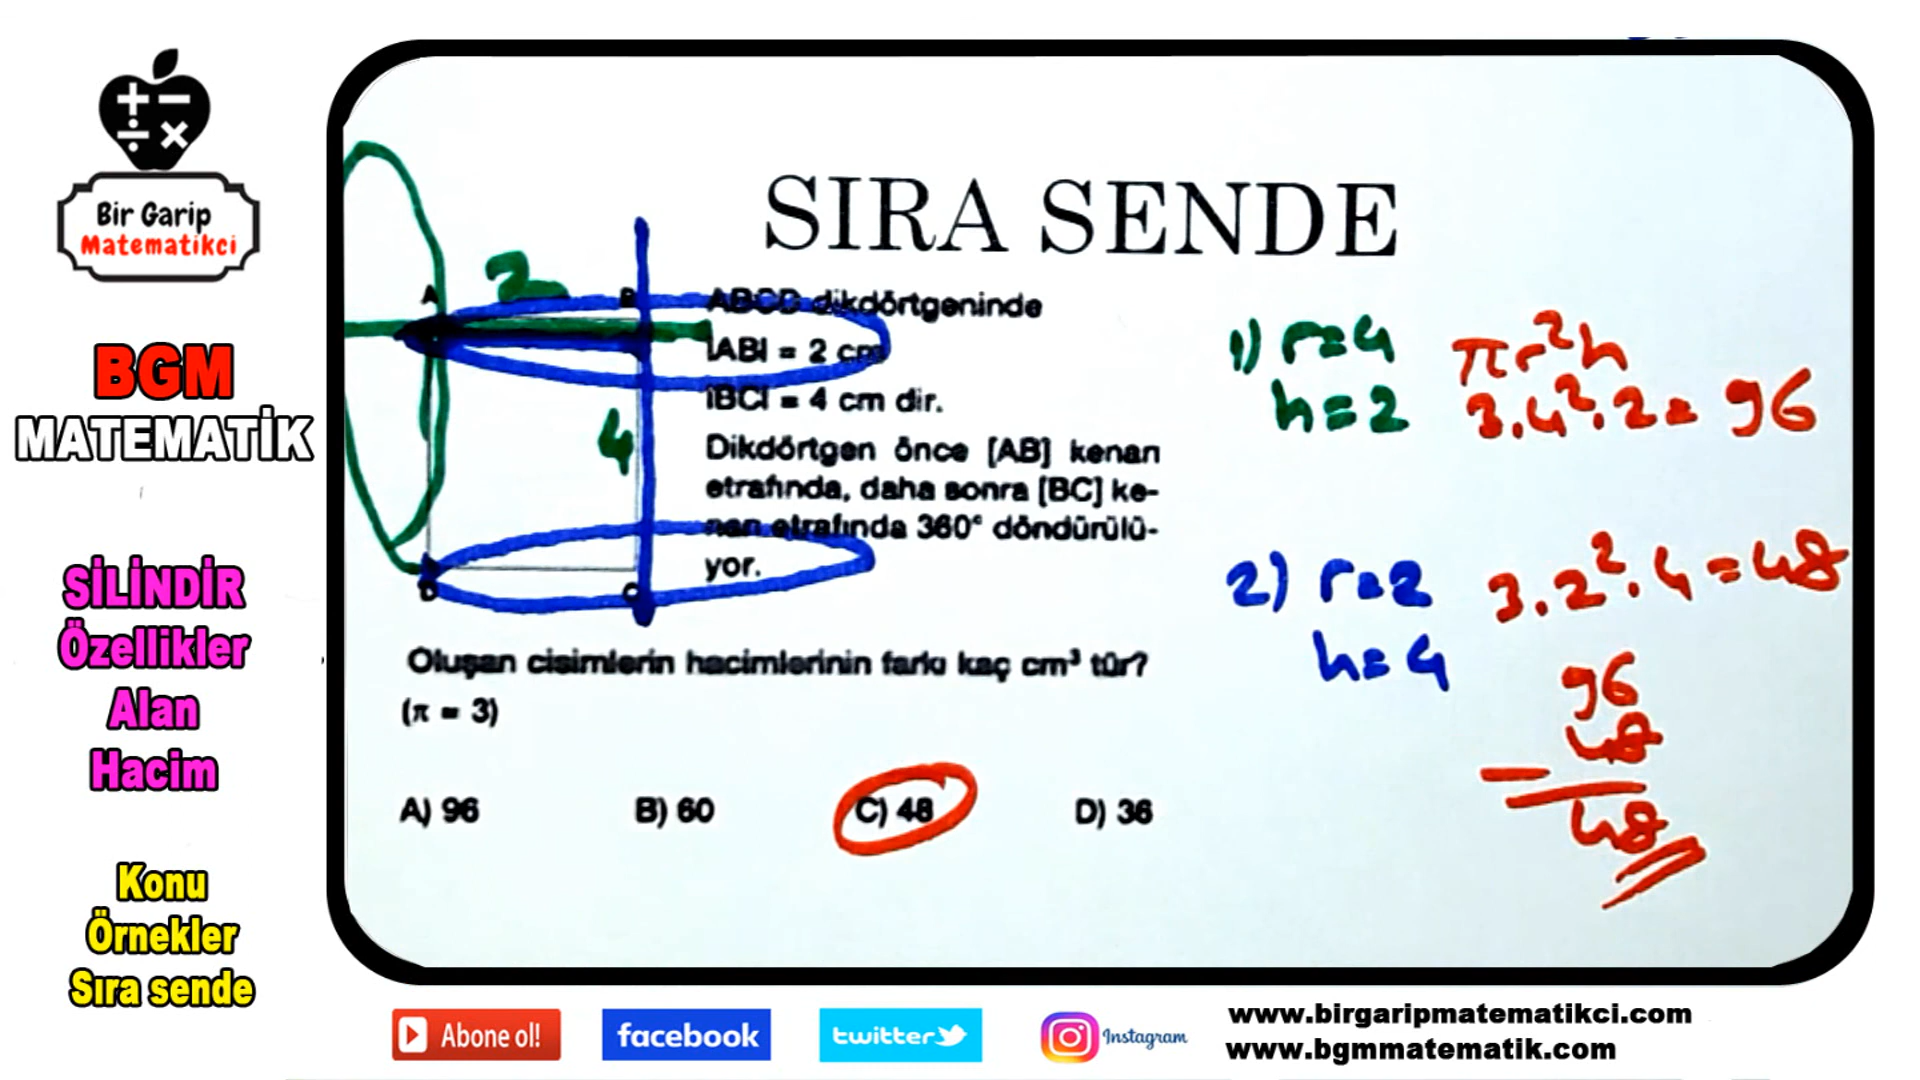 Bir Garip
Matematikci
BGM
MATEMATİK
SİLİNDİR
Özellikler
Alan
Hacim
Konu
Örnekler
Sıra sende
SIRA SENDE
A
B
2
4
D
C
ABCD dikdörtgeninde
|AB| = 2 cm
|BC| = 4 cm dir.
Dikdörtgen önce [AB] kenarı
etrafında, daha sonra [BC] ke-
narı etrafında 360° döndürülü-
yor.
Oluşan cisimlerin hacimlerinin farkı kaç cm³ tür?
(π = 3)
A) 96 B) 60 C) 48 D) 36
1) r=4 πr²h
h=2 3.4².2= 96
2) r=2 3.2².4=48
h=4
96
48
48
Abone ol!
facebook
twitter
Instagram
www.birgaripmatematikci.com
www.bgmmatematik.com